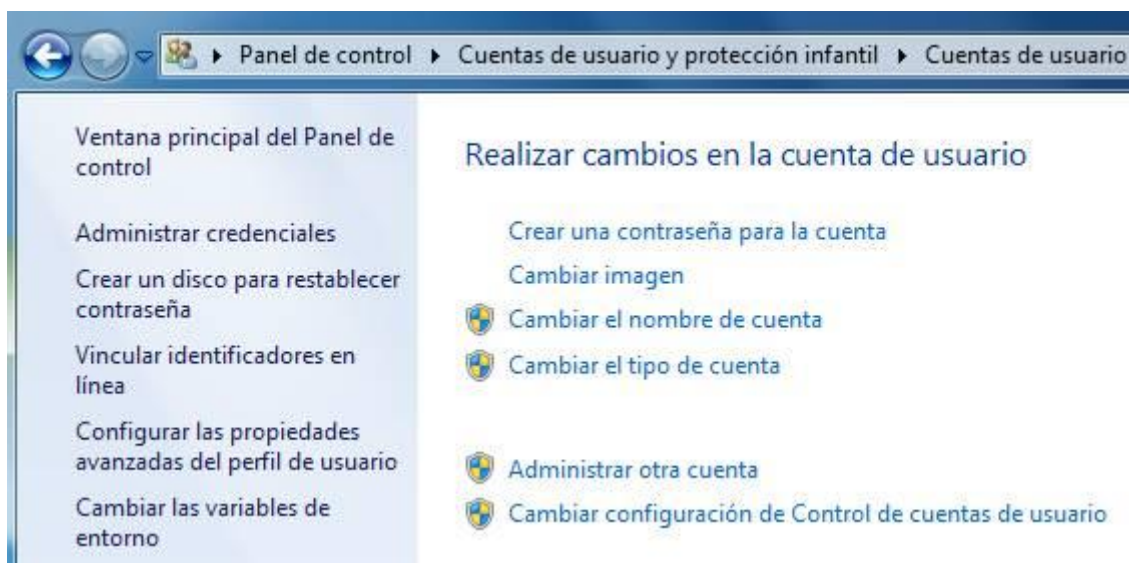 Panel de control Cuentas de usuario y protección infantil Cuentas de usuario
Ventana principal del Panel de
control
Administrar credenciales
Crear un disco para restablecer
contraseña
Vincular identificadores en
línea
Configurar las propiedades
avanzadas del perfil de usuario
Cambiar las variables de
entorno
Realizar cambios en la cuenta de usuario
Crear una contraseña para la cuenta
Cambiar imagen
Cambiar el nombre de cuenta
Cambiar el tipo de cuenta
Administrar otra cuenta
Cambiar configuración de Control de cuentas de usuario